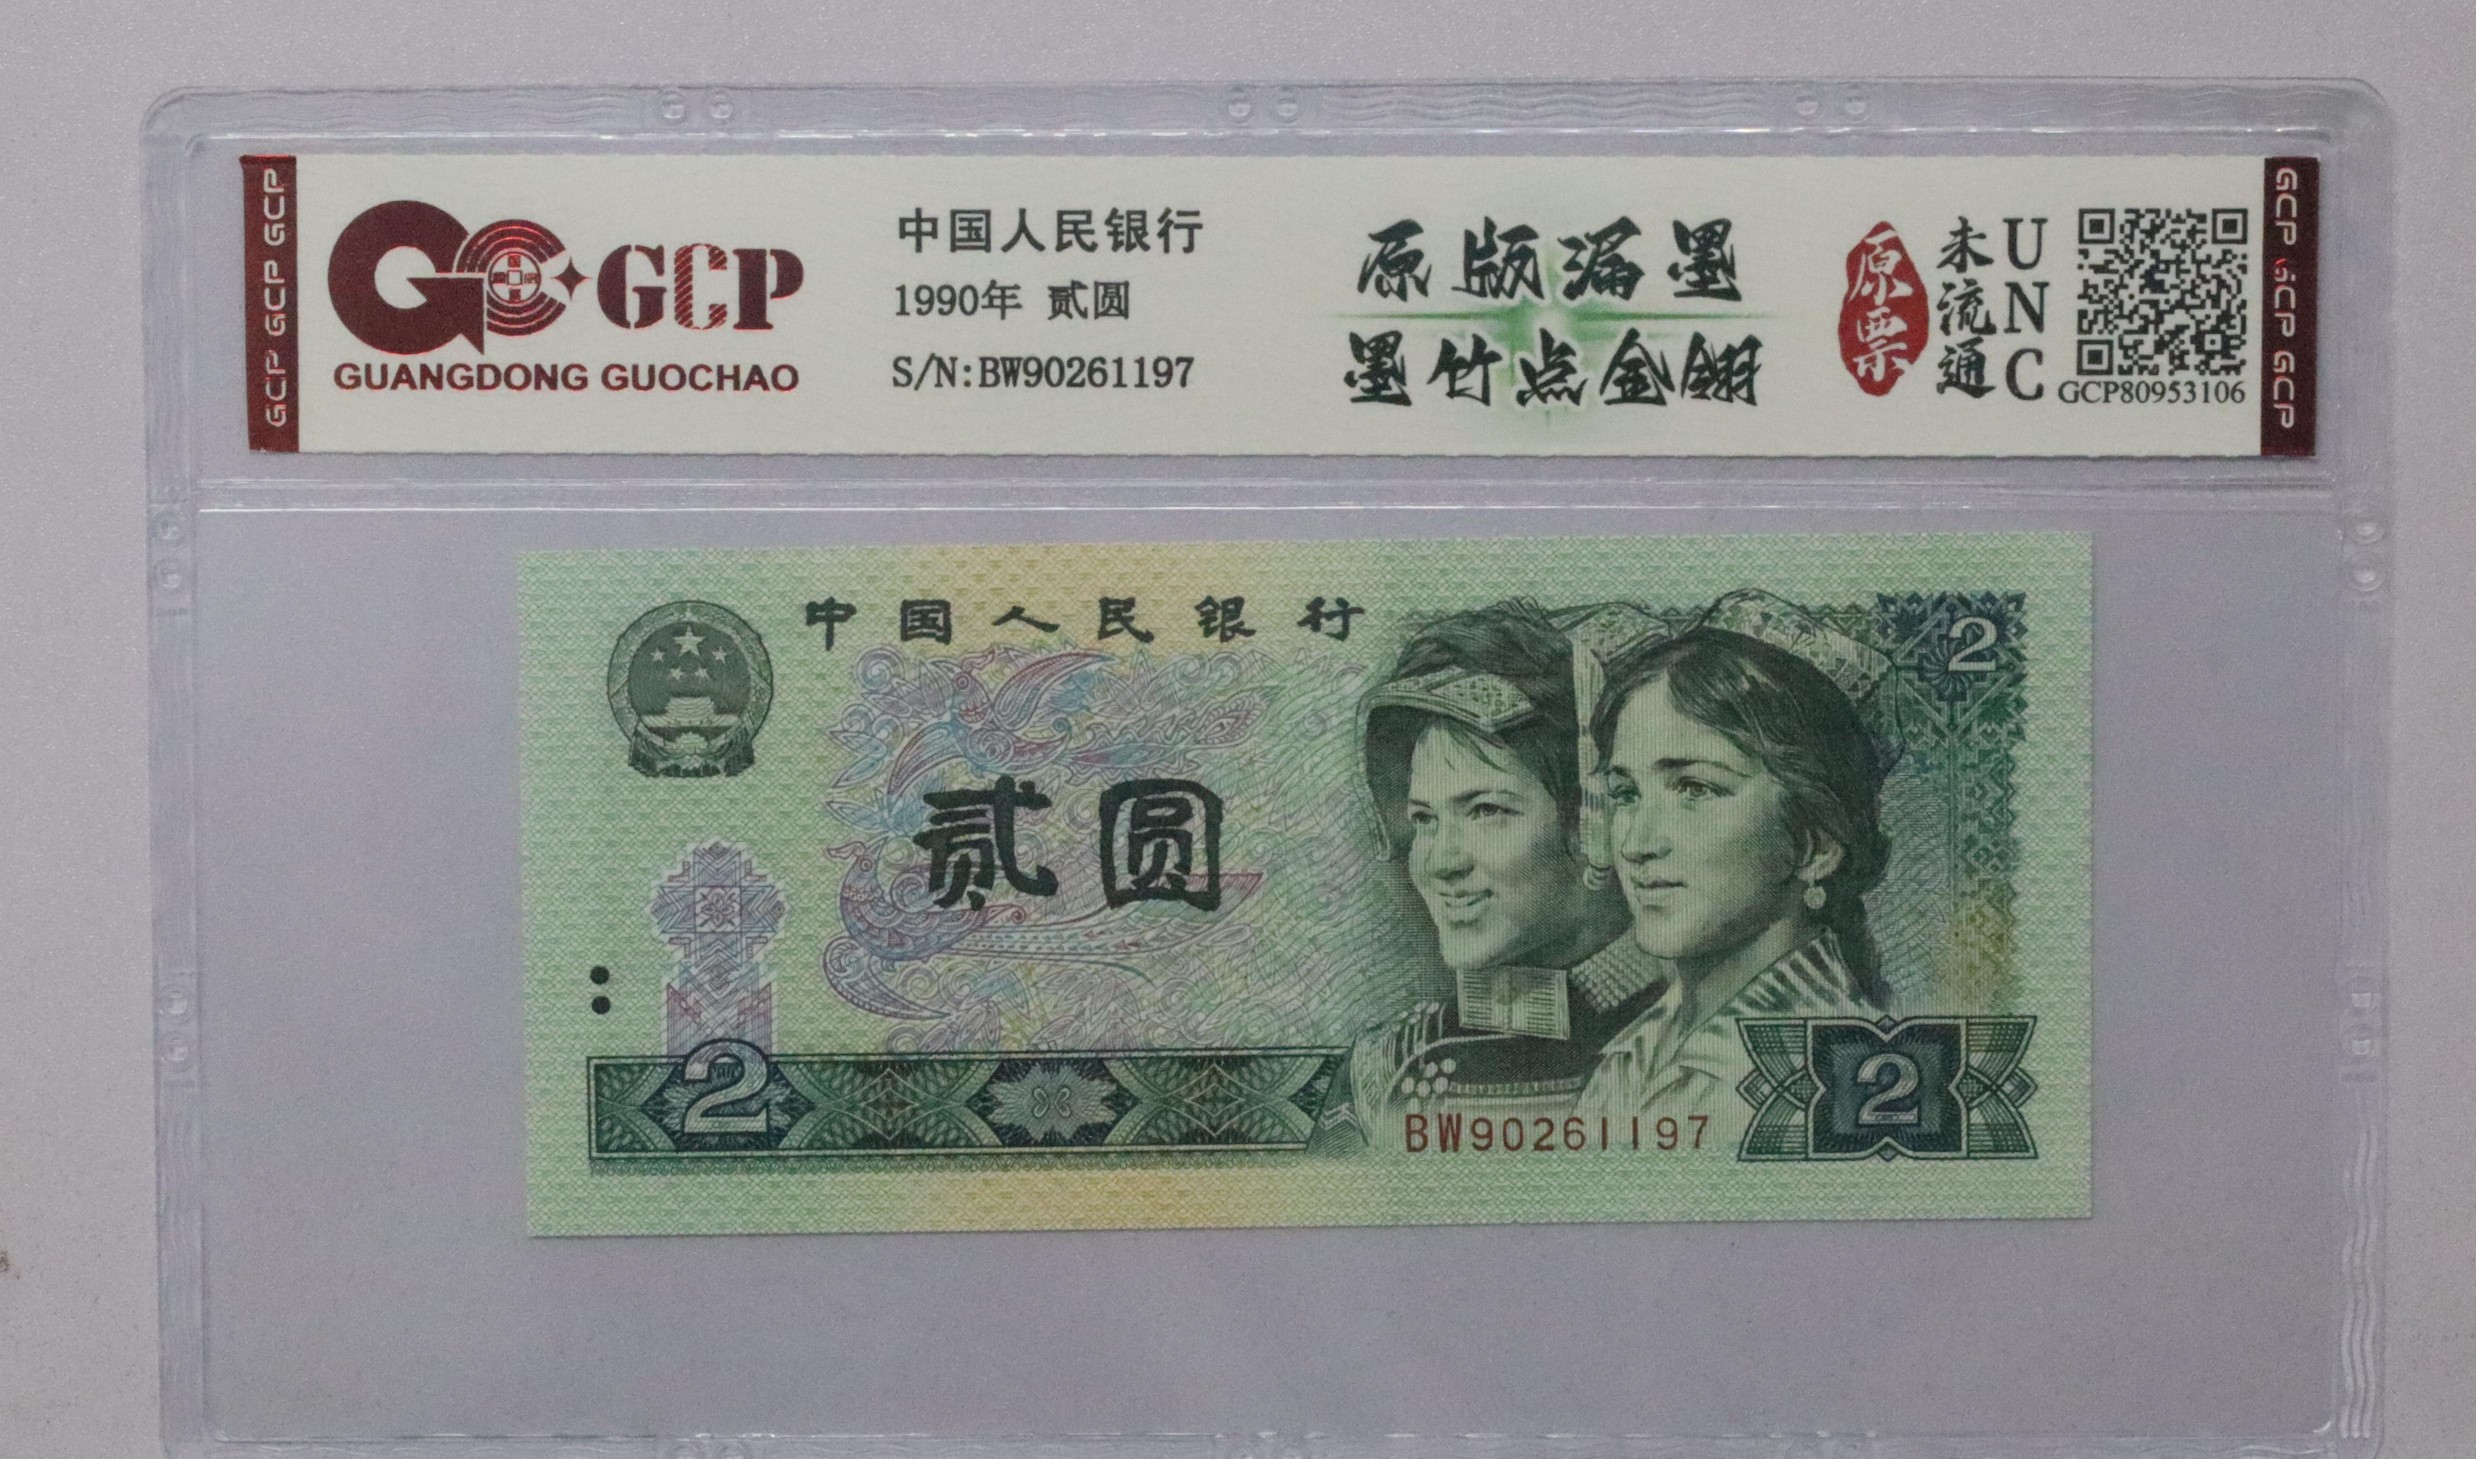 GCP GCP GCP
GCP
GUANGDONG GUOCHAO
中国人民银行
1990年 贰圆
S/N:BW90261197
原版漏墨
墨竹点金翎
原票
未流通
UNC
GCP80953106
GCP GCP GCP
中国人民银行
2
贰圆
2
BW90261197
2